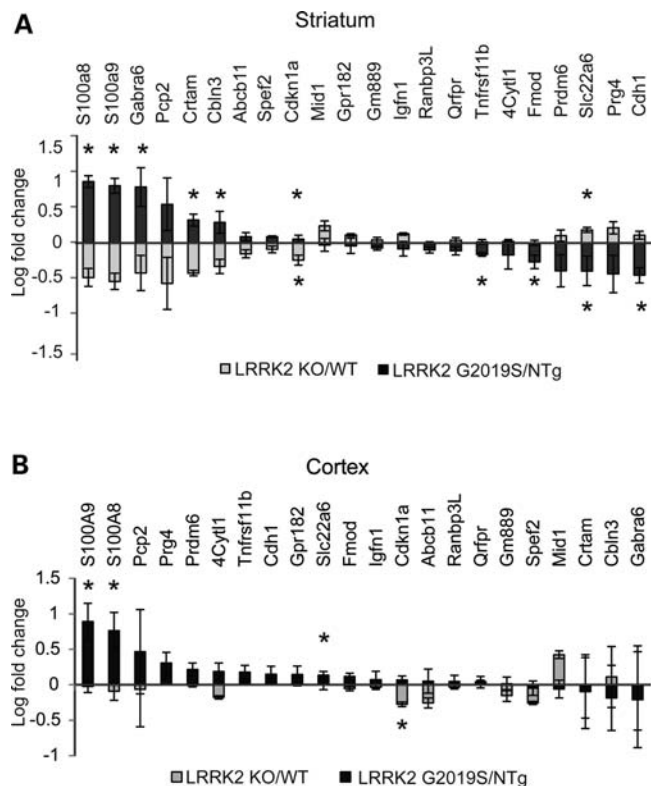 A
Striatum
S100a8
S100a9
Gabra6
Pcp2
Crtam
Cbln3
Abcb11
Spef2
Cdkn1a
Mid1
Gpr182
Gm889
Igfn1
Ranbp3L
Qrfpr
Tnfrsf11b
4Cytl1
Fmod
Prdm6
Slc22a6
Prg4
Cdh1
Log fold change
1.5
1
0.5
0
-0.5
-1
-1.5
* * * * * * *
* * * * *
LRRK2 KO/WT LRRK2 G2019S/NTg
B
Cortex
S100A9
S100A8
Pcp2
Prg4
Prdm6
4Cytl1
Tnfrsf11b
Cdh1
Gpr182
Slc22a6
Fmod
Igfn1
Cdkn1a
Abcb11
Ranbp3L
Qrfpr
Gm889
Spef2
Mid1
Crtam
Cbln3
Gabra6
Log fold change
1.5
1
0.5
0
-0.5
-1
* * *
*
LRRK2 KO/WT LRRK2 G2019S/NTg